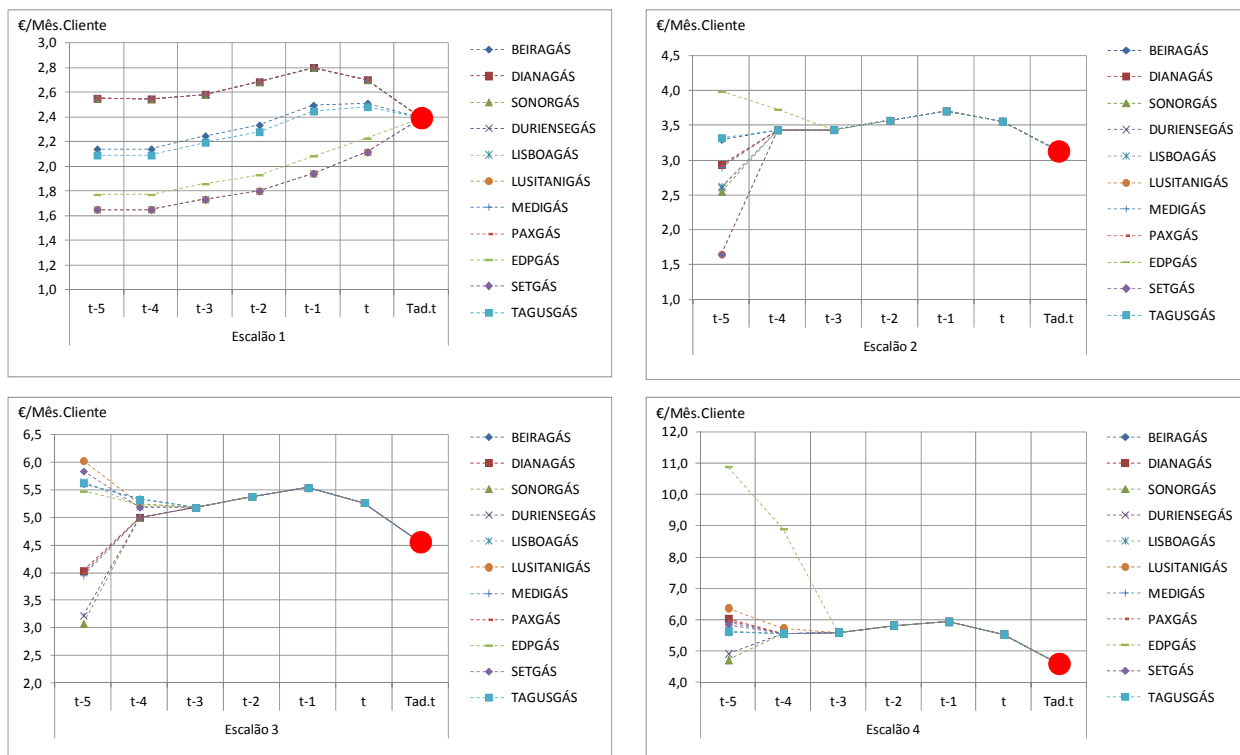 €/Mês.Cliente
3,0
2,8
2,6
2,4
2,2
2,0
1,8
1,6
1,4
1,2
1,0
t-5 t-4 t-3 t-2 t-1 t Tad.t
Escalão 1
BEIRAGÁS
DIANAGÁS
SONORGÁS
DURIENSEGÁS
LISBOAGÁS
LUSITANIGÁS
MEDIGÁS
PAXGÁS
EDPGÁS
SETGÁS
TAGUSGÁS
€/Mês.Cliente
4,5
4,0
3,5
3,0
2,5
2,0
1,5
1,0
t-5 t-4 t-3 t-2 t-1 t Tad.t
Escalão 2
BEIRAGÁS
DIANAGÁS
SONORGÁS
DURIENSEGÁS
LISBOAGÁS
LUSITANIGÁS
MEDIGÁS
PAXGÁS
EDPGÁS
SETGÁS
TAGUSGÁS
€/Mês.Cliente
6,5
6,0
5,5
5,0
4,5
4,0
3,5
3,0
2,5
2,0
t-5 t-4 t-3 t-2 t-1 t Tad.t
Escalão 3
BEIRAGÁS
DIANAGÁS
SONORGÁS
DURIENSEGÁS
LISBOAGÁS
LUSITANIGÁS
MEDIGÁS
PAXGÁS
EDPGÁS
SETGÁS
TAGUSGÁS
€/Mês.Cliente
12,0
11,0
10,0
9,0
8,0
7,0
6,0
5,0
4,0
t-5 t-4 t-3 t-2 t-1 t Tad.t
Escalão 4
BEIRAGÁS
DIANAGÁS
SONORGÁS
DURIENSEGÁS
LISBOAGÁS
LUSITANIGÁS
MEDIGÁS
PAXGÁS
EDPGÁS
SETGÁS
TAGUSGÁS